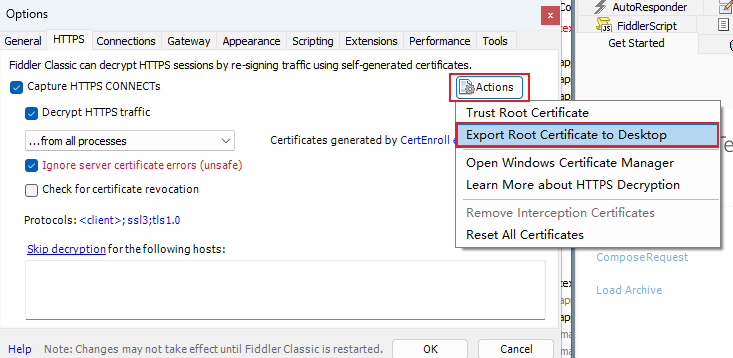 Options
x
General HTTPS Connections Gateway Appearance Scripting Extensions Performance Tools
Fiddler Classic can decrypt HTTPS sessions by re-signing traffic using self-generated certificates.
Capture HTTPS CONNECTs
Actions
Decrypt HTTPS traffic
...from all processes
Certificates generated by CertEnroll
Ignore server certificate errors (unsafe)
Check for certificate revocation
Protocols: <client>; ssl3;tls1.0
Skip decryption for the following hosts:
Help
Note: Changes may not take effect until Fiddler Classic is restarted.
OK
Cancel
Trust Root Certificate
Export Root Certificate to Desktop
Open Windows Certificate Manager
Learn More about HTTPS Decryption
Remove Interception Certificates
Reset All Certificates
AutoResponder
FiddlerScript
Get Started
ComposeRequest
Load Archive